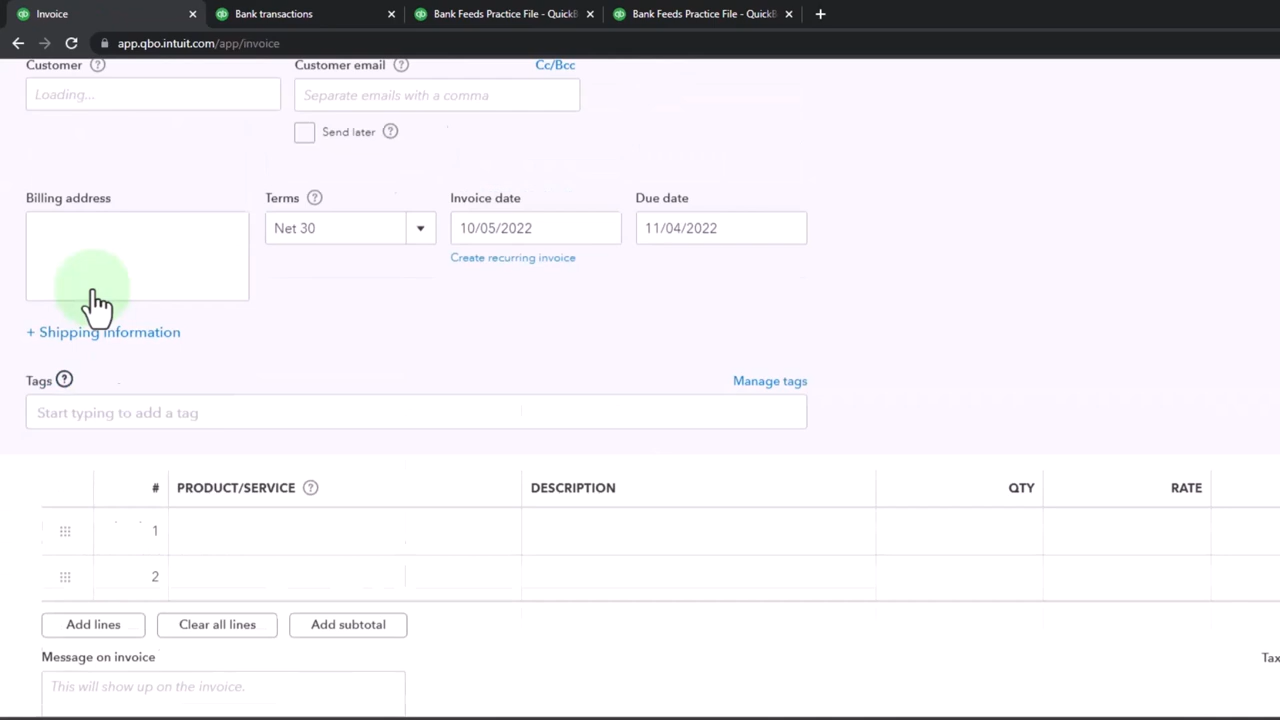 Invoice
Bank transactions
Bank Feeds Practice File - QuickB
Bank Feeds Practice File - QuickB
app.qbo.intuit.com/app/invoice
Customer
Customer email
Cc/Bcc
Loading...
Separate emails with a comma
Send later
Billing address
Terms
Invoice date
Due date
Net 30
10/05/2022
11/04/2022
Create recurring invoice
+ Shipping information
Tags
Manage tags
Start typing to add a tag
# PRODUCT/SERVICE DESCRIPTION QTY RATE
1
2
Add lines
Clear all lines
Add subtotal
Message on invoice
Tax
This will show up on the invoice.